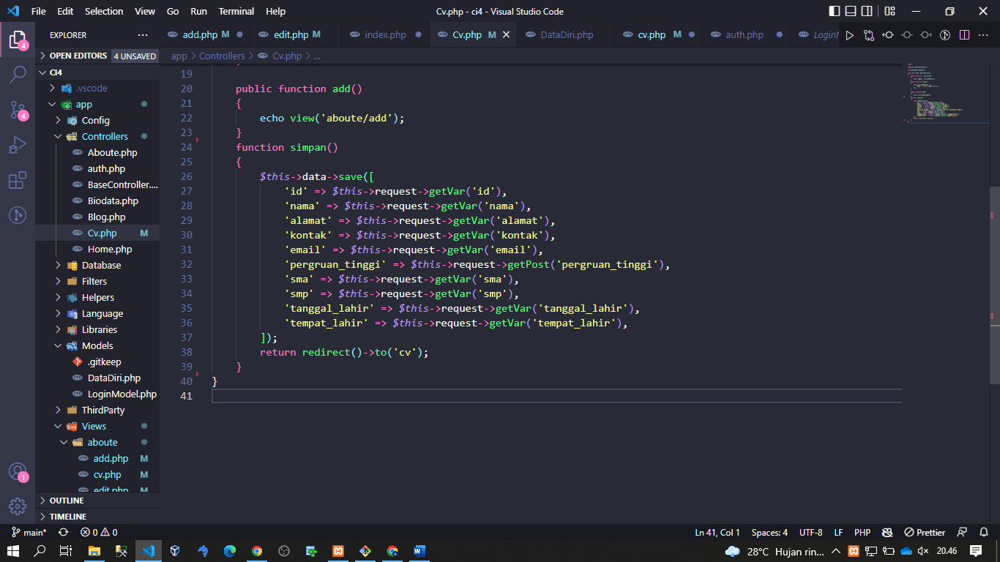 File Edit Selection View Go Run Terminal Help
Cv.php - ci4 - Visual Studio Code
EXPLORER
OPEN EDITORS 4 UNSAVED
CI4
.vscode
app
Config
Controllers
Aboute.php
auth.php
BaseController....
Biodata.php
Blog.php
Cv.php M
Home.php
Database
Filters
Helpers
Language
Libraries
Models
.gitkeep
DataDiri.php
LoginModel.php
ThirdParty
Views
aboute
add.php M
cv.php M
edit.php M
OUTLINE
TIMELINE
4
4
1
add.php M
edit.php M
index.php
Cv.php M
DataDiri.php
cv.php M
auth.php
LoginM
app > Controllers > Cv.php > ...
19
20 public function add()
21 {
22 echo view('aboute/add');
23 }
24 function simpan()
25 {
26 $this->data->save([
27 'id' => $this->request->getVar('id'),
28 'nama' => $this->request->getVar('nama'),
29 'alamat' => $this->request->getVar('alamat'),
30 'kontak' => $this->request->getVar('kontak'),
31 'email' => $this->request->getVar('email'),
32 'pergruan_tinggi' => $this->request->getPost('pergruan_tinggi'),
33 'sma' => $this->request->getVar('sma'),
34 'smp' => $this->request->getVar('smp'),
35 'tanggal_lahir' => $this->request->getVar('tanggal_lahir'),
36 'tempat_lahir' => $this->request->getVar('tempat_lahir'),
37 ]);
38 return redirect()->to('cv');
39 }
40 }
41
main* 0 0
Ln 41, Col 1 Spaces: 4 UTF-8 LF PHP Prettier
28°C Hujan rin... 20.46